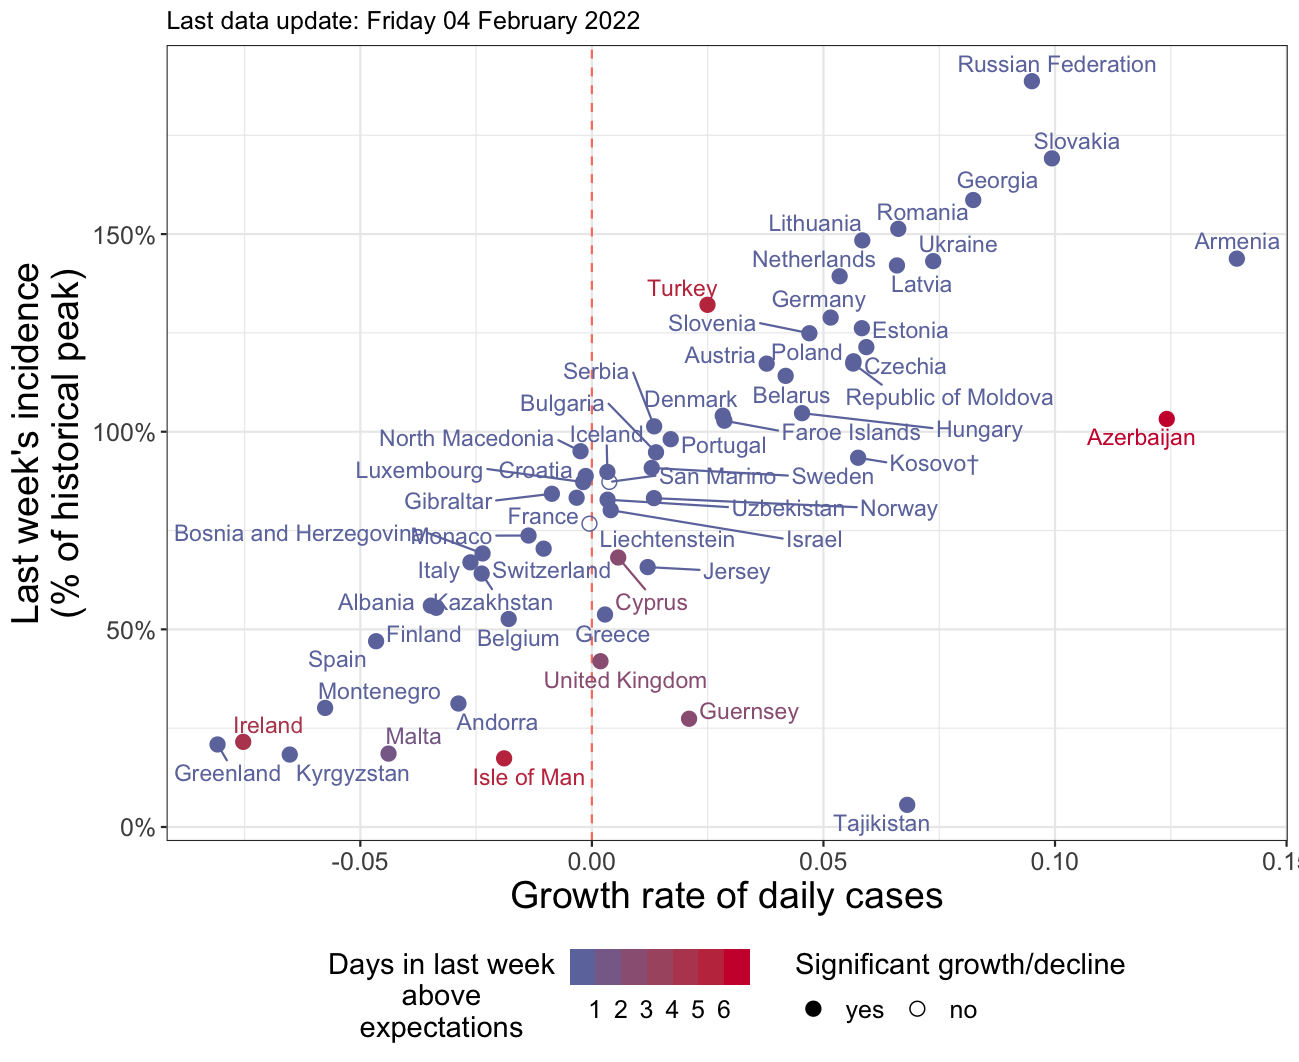 Last data update: Friday 04 February 2022
Last week's incidence
(% of historical peak)
150%
100%
50%
0%
Russian Federation
Slovakia
Georgia
Romania
Lithuania
Ukraine
Armenia
Netherlands
Latvia
Turkey
Germany
Slovenia
Estonia
Austria
Poland
Czechia
Serbia
Belarus
Republic of Moldova
Bulgaria
Denmark
Iceland
Faroe Islands
Hungary
Azerbaijan
North Macedonia
Portugal
Kosovo†
Luxembourg
Croatia
San Marino
Sweden
Gibraltar
France
Uzbekistan
Norway
Bosnia and Herzegovina
Monaco
Liechtenstein
Israel
Italy
Switzerland
Jersey
Albania
Kazakhstan
Cyprus
Finland
Belgium
Greece
Spain
United Kingdom
Montenegro
Guernsey
Andorra
Ireland
Malta
Greenland
Kyrgyzstan
Isle of Man
Tajikistan
-0.05
0.00
0.05
0.10
Growth rate of daily cases
Days in last week
above
expectations
1 2 3 4 5 6
Significant growth/decline
yes
no